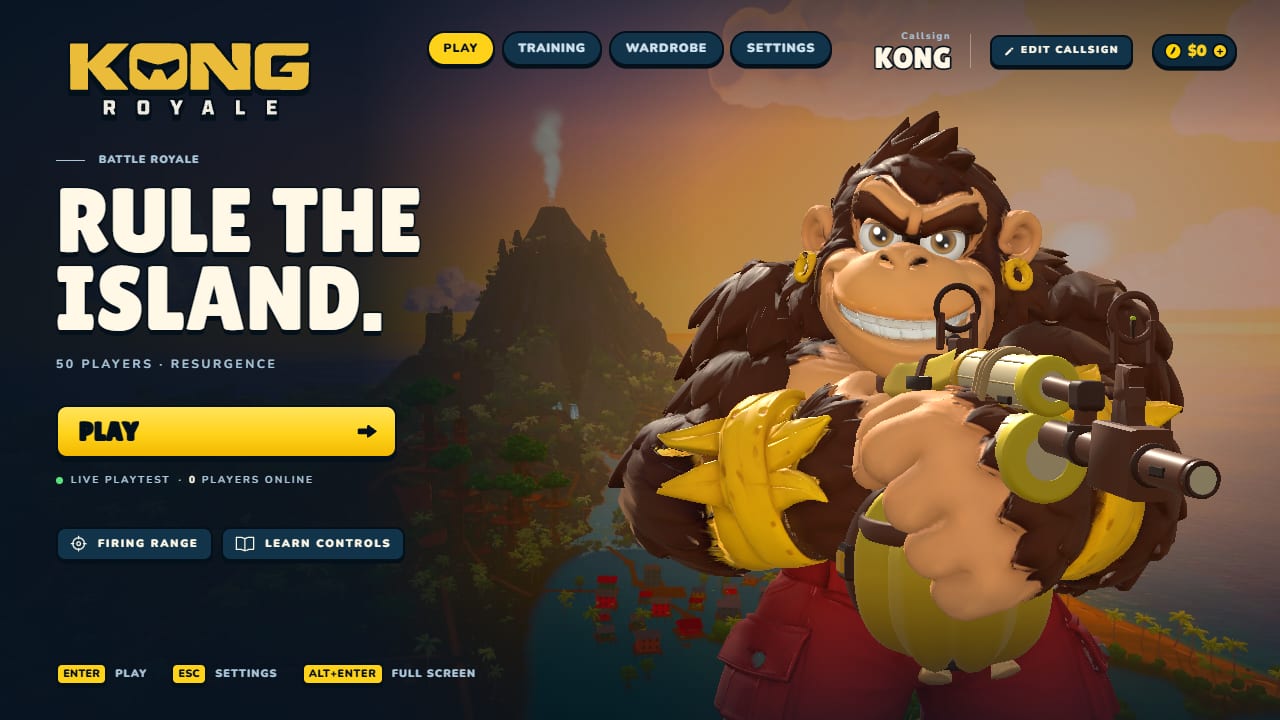 KONG
ROYALE
PLAY
TRAINING
WARDROBE
SETTINGS
Callsign
KONG
EDIT CALLSIGN
$0
BATTLE ROYALE
RULE THE
ISLAND.
50 PLAYERS · RESURGENCE
PLAY
LIVE PLAYTEST · 0 PLAYERS ONLINE
FIRING RANGE
LEARN CONTROLS
ENTER PLAY
ESC SETTINGS
ALT+ENTER FULL SCREEN